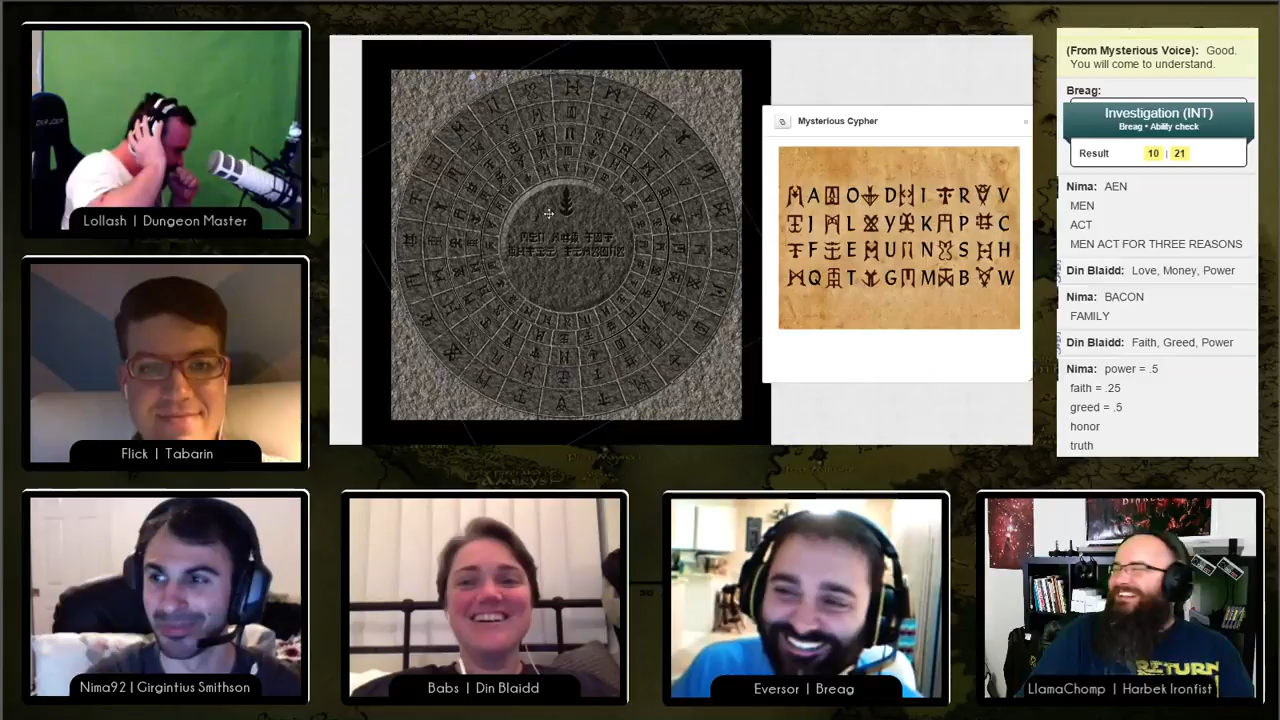 (From Mysterious Voice): Good.
You will come to understand.
Breag:
Investigation (INT)
Breag • Ability check
Result 10 | 21
Nima: AEN
MEN
ACT
MEN ACT FOR THREE REASONS
Din Blaidd: Love, Money, Power
Nima: BACON
FAMILY
Din Blaidd: Faith, Greed, Power
Nima: power = .5
faith = .25
greed = .5
honor
truth
Mysterious Cypher
A O D I R V
J L Y K P C
F E U N S H
Q T G M B W
Lollash | Dungeon Master
Flick | Tabarin
Nima92 | Girgintius Smithson
Babs | Din Blaidd
Eversor | Breag
LlamaChomp | Harbek Ironfist
RETURN